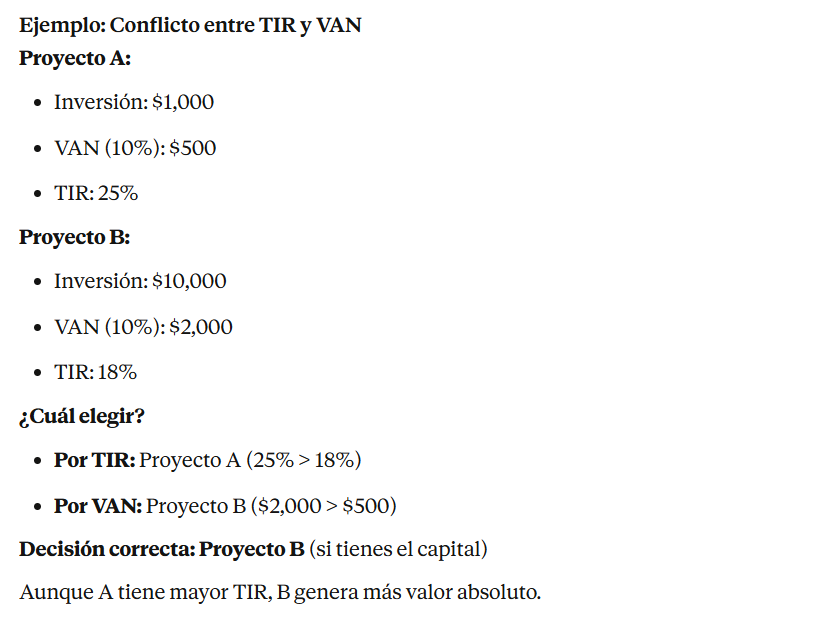 Ejemplo: Conflicto entre TIR y VAN
Proyecto A:
• Inversión: $1,000
• VAN (10%): $500
• TIR: 25%
Proyecto B:
• Inversión: $10,000
• VAN (10%): $2,000
• TIR: 18%
¿Cuál elegir?
• Por TIR: Proyecto A (25% > 18%)
• Por VAN: Proyecto B ($2,000 > $500)
Decisión correcta: Proyecto B (si tienes el capital)
Aunque A tiene mayor TIR, B genera más valor absoluto.